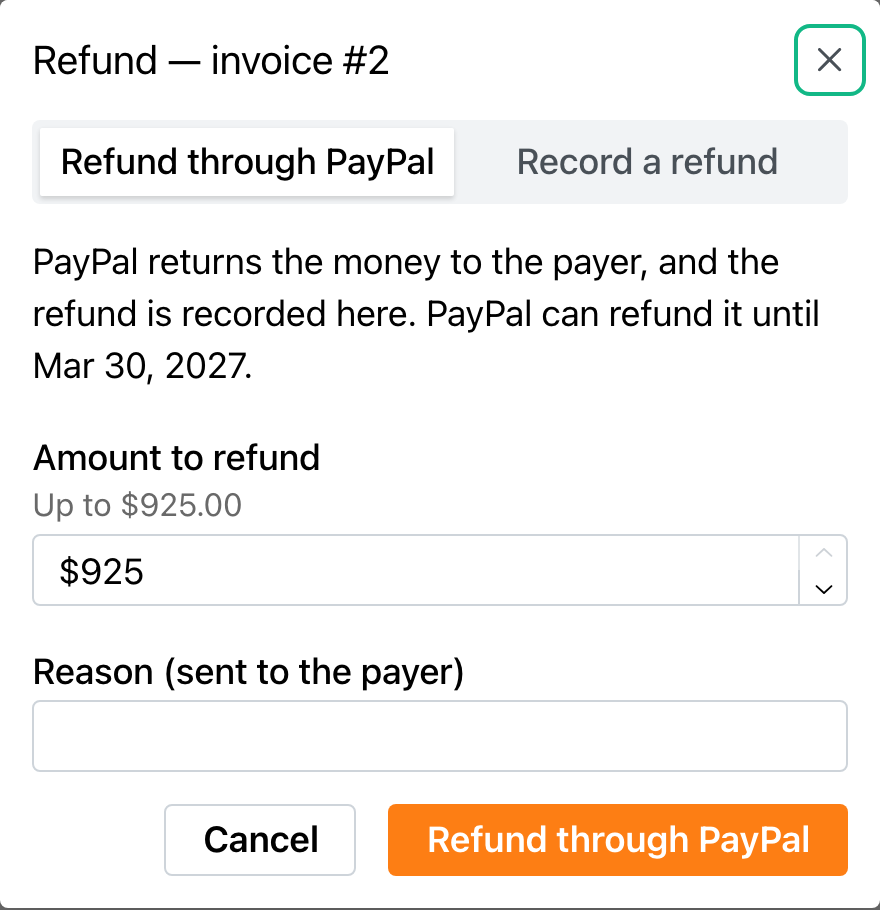 Refund — invoice #2
Refund through PayPal
Record a refund
PayPal returns the money to the payer, and the
refund is recorded here. PayPal can refund it until
Mar 30, 2027.
Amount to refund
Up to $925.00
$925
Reason (sent to the payer)
Cancel
Refund through PayPal